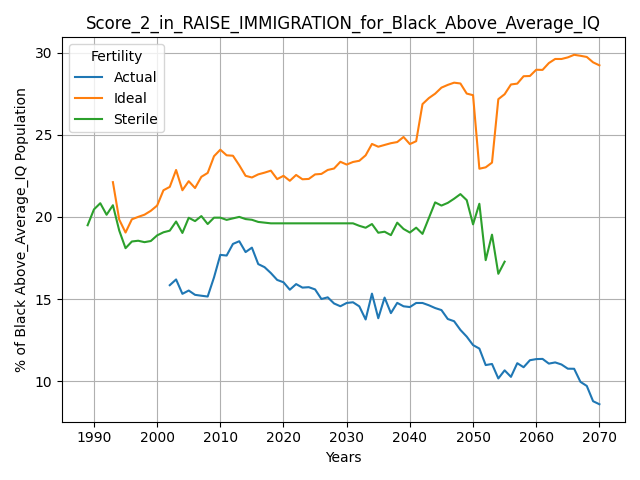 Score_2_in_RAISE_IMMIGRATION_for_Black_Above_Average_IQ
Fertility
Actual
Ideal
Sterile
% of Black Above_Average_IQ Population
30
25
20
15
10
1990 2000 2010 2020 2030 2040 2050 2060 2070
Years